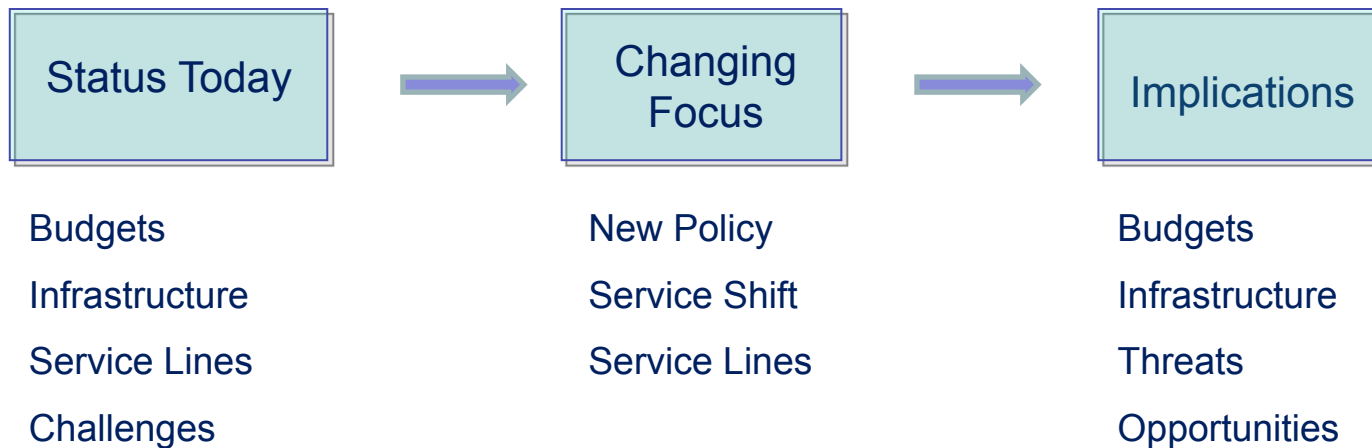 Status Today
Changing
Focus
Implications
Budgets
Infrastructure
Service Lines
Challenges
New Policy
Service Shift
Service Lines
Budgets
Infrastructure
Threats
Opportunities